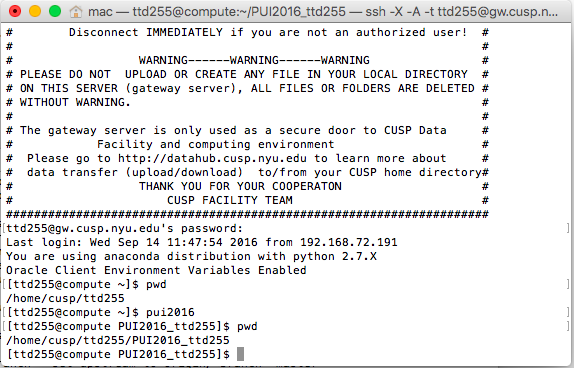 mac — ttd255@compute:~/PUI2016_ttd255 — ssh -X -A -t ttd255@gw.cusp.n...
# Disconnect IMMEDIATELY if you are not an authorized user! #
# #
# WARNING------WARNING------WARNING #
# PLEASE DO NOT UPLOAD OR CREATE ANY FILE IN YOUR LOCAL DIRECTORY #
# ON THIS SERVER (gateway server), ALL FILES OR FOLDERS ARE DELETED #
# WITHOUT WARNING. #
# #
# The gateway server is only used as a secure door to CUSP Data #
# Facility and computing environment #
# Please go to http://datahub.cusp.nyu.edu to learn more about #
# data transfer (upload/download) to/from your CUSP home directory#
# THANK YOU FOR YOUR COOPERATON #
# CUSP FACILITY TEAM #
######################################################################
[ttd255@gw.cusp.nyu.edu's password:
Last login: Wed Sep 14 11:47:54 2016 from 192.168.72.191
You are using anaconda distribution with python 2.7.X
Oracle Client Environment Variables Enabled
[[ttd255@compute ~]$ pwd ]
/home/cusp/ttd255
[[ttd255@compute ~]$ pui2016 ]
[[ttd255@compute PUI2016_ttd255]$ pwd ]
/home/cusp/ttd255/PUI2016_ttd255
[ttd255@compute PUI2016_ttd255]$